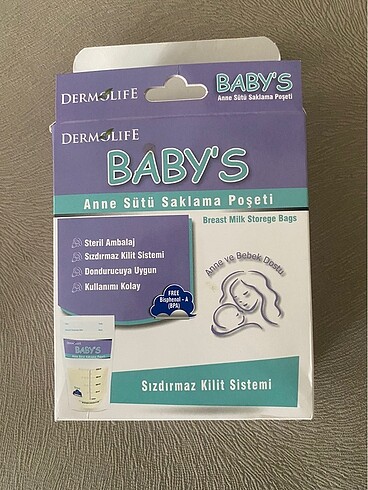 DERMOLIFE
BABY'S
Anne Sütü Saklama Poşeti
DERMOLIFE
BABY'S
Anne Sütü Saklama Poşeti
Breast Milk Storege Bags
Steril Ambalaj
Sızdırmaz Kilit Sistemi
Dondurucuya Uygun
Kullanımı Kolay
FREE
Bisphenol - A
(BPA)
Anne ve Bebek Dostu
BABY'S
Sızdırmaz Kilit Sistemi